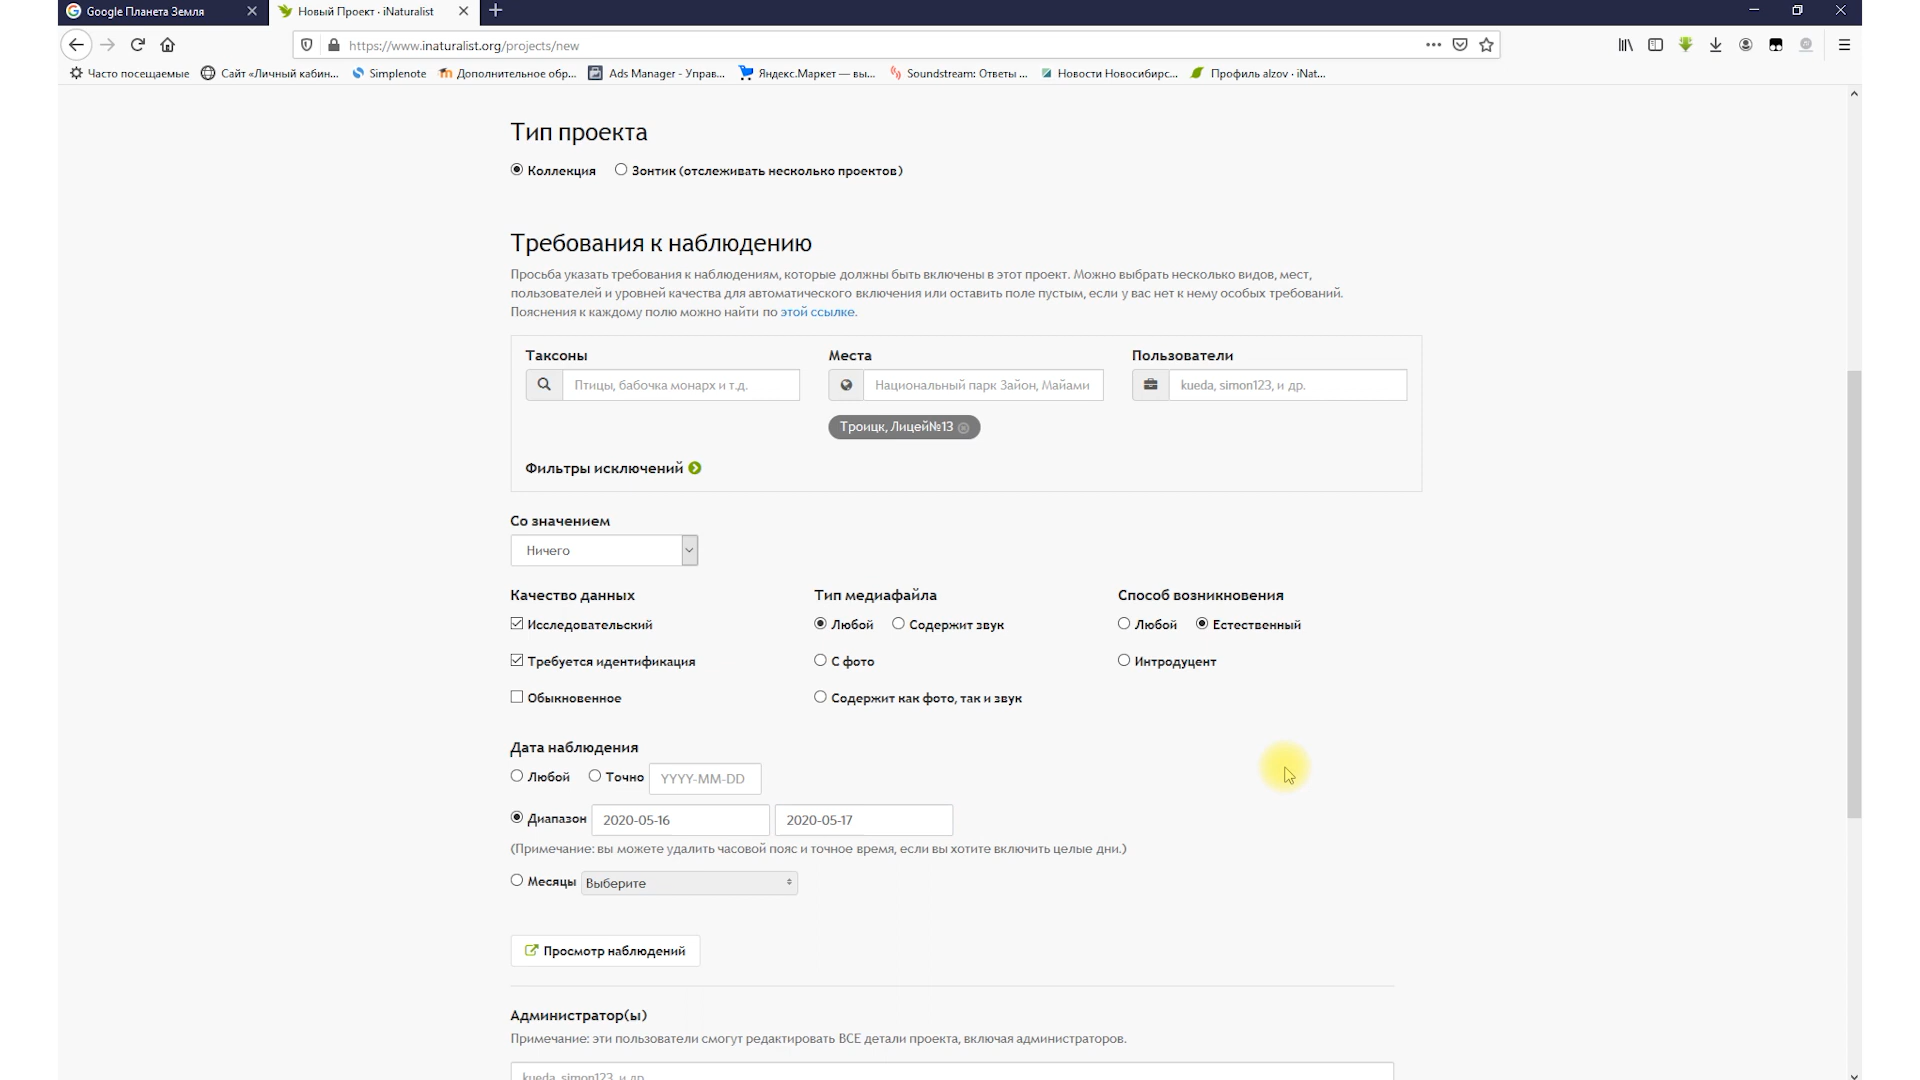 Google Планета Земля
Новый Проект · iNaturalist
https://www.inaturalist.org/projects/new
Часто посещаемые
Сайт «Личный кабин...
Simplenote
Дополнительное обр...
Ads Manager - Управ...
Яндекс.Маркет — вы...
Soundstream: Ответы ...
Новости Новосибирс...
Профиль alzov · iNat...
Тип проекта
Коллекция
Зонтик (отслеживать несколько проектов)
Требования к наблюдению
Просьба указать требования к наблюдениям, которые должны быть включены в этот проект. Можно выбрать несколько видов, мест,
пользователей и уровней качества для автоматического включения или оставить поле пустым, если у вас нет к нему особых требований.
Пояснения к каждому полю можно найти по этой ссылке.
Таксоны
Места
Пользователи
Птицы, бабочка монарх и т.д.
Национальный парк Зайон, Майами
kueda, simon123, и др.
Троицк, Лицей№13
Фильтры исключений
Со значением
Ничего
Качество данных
Тип медиафайла
Способ возникновения
Исследовательский
Любой
Содержит звук
Любой
Естественный
Требуется идентификация
С фото
Интродуцент
Обыкновенное
Содержит как фото, так и звук
Дата наблюдения
Любой
Точно
YYYY-MM-DD
Диапазон
2020-05-16
2020-05-17
(Примечание: вы можете удалить часовой пояс и точное время, если вы хотите включить целые дни.)
Месяцы
Выберите
Просмотр наблюдений
Администратор(ы)
Примечание: эти пользователи смогут редактировать ВСЕ детали проекта, включая администраторов.
kueda, simon123, и др.